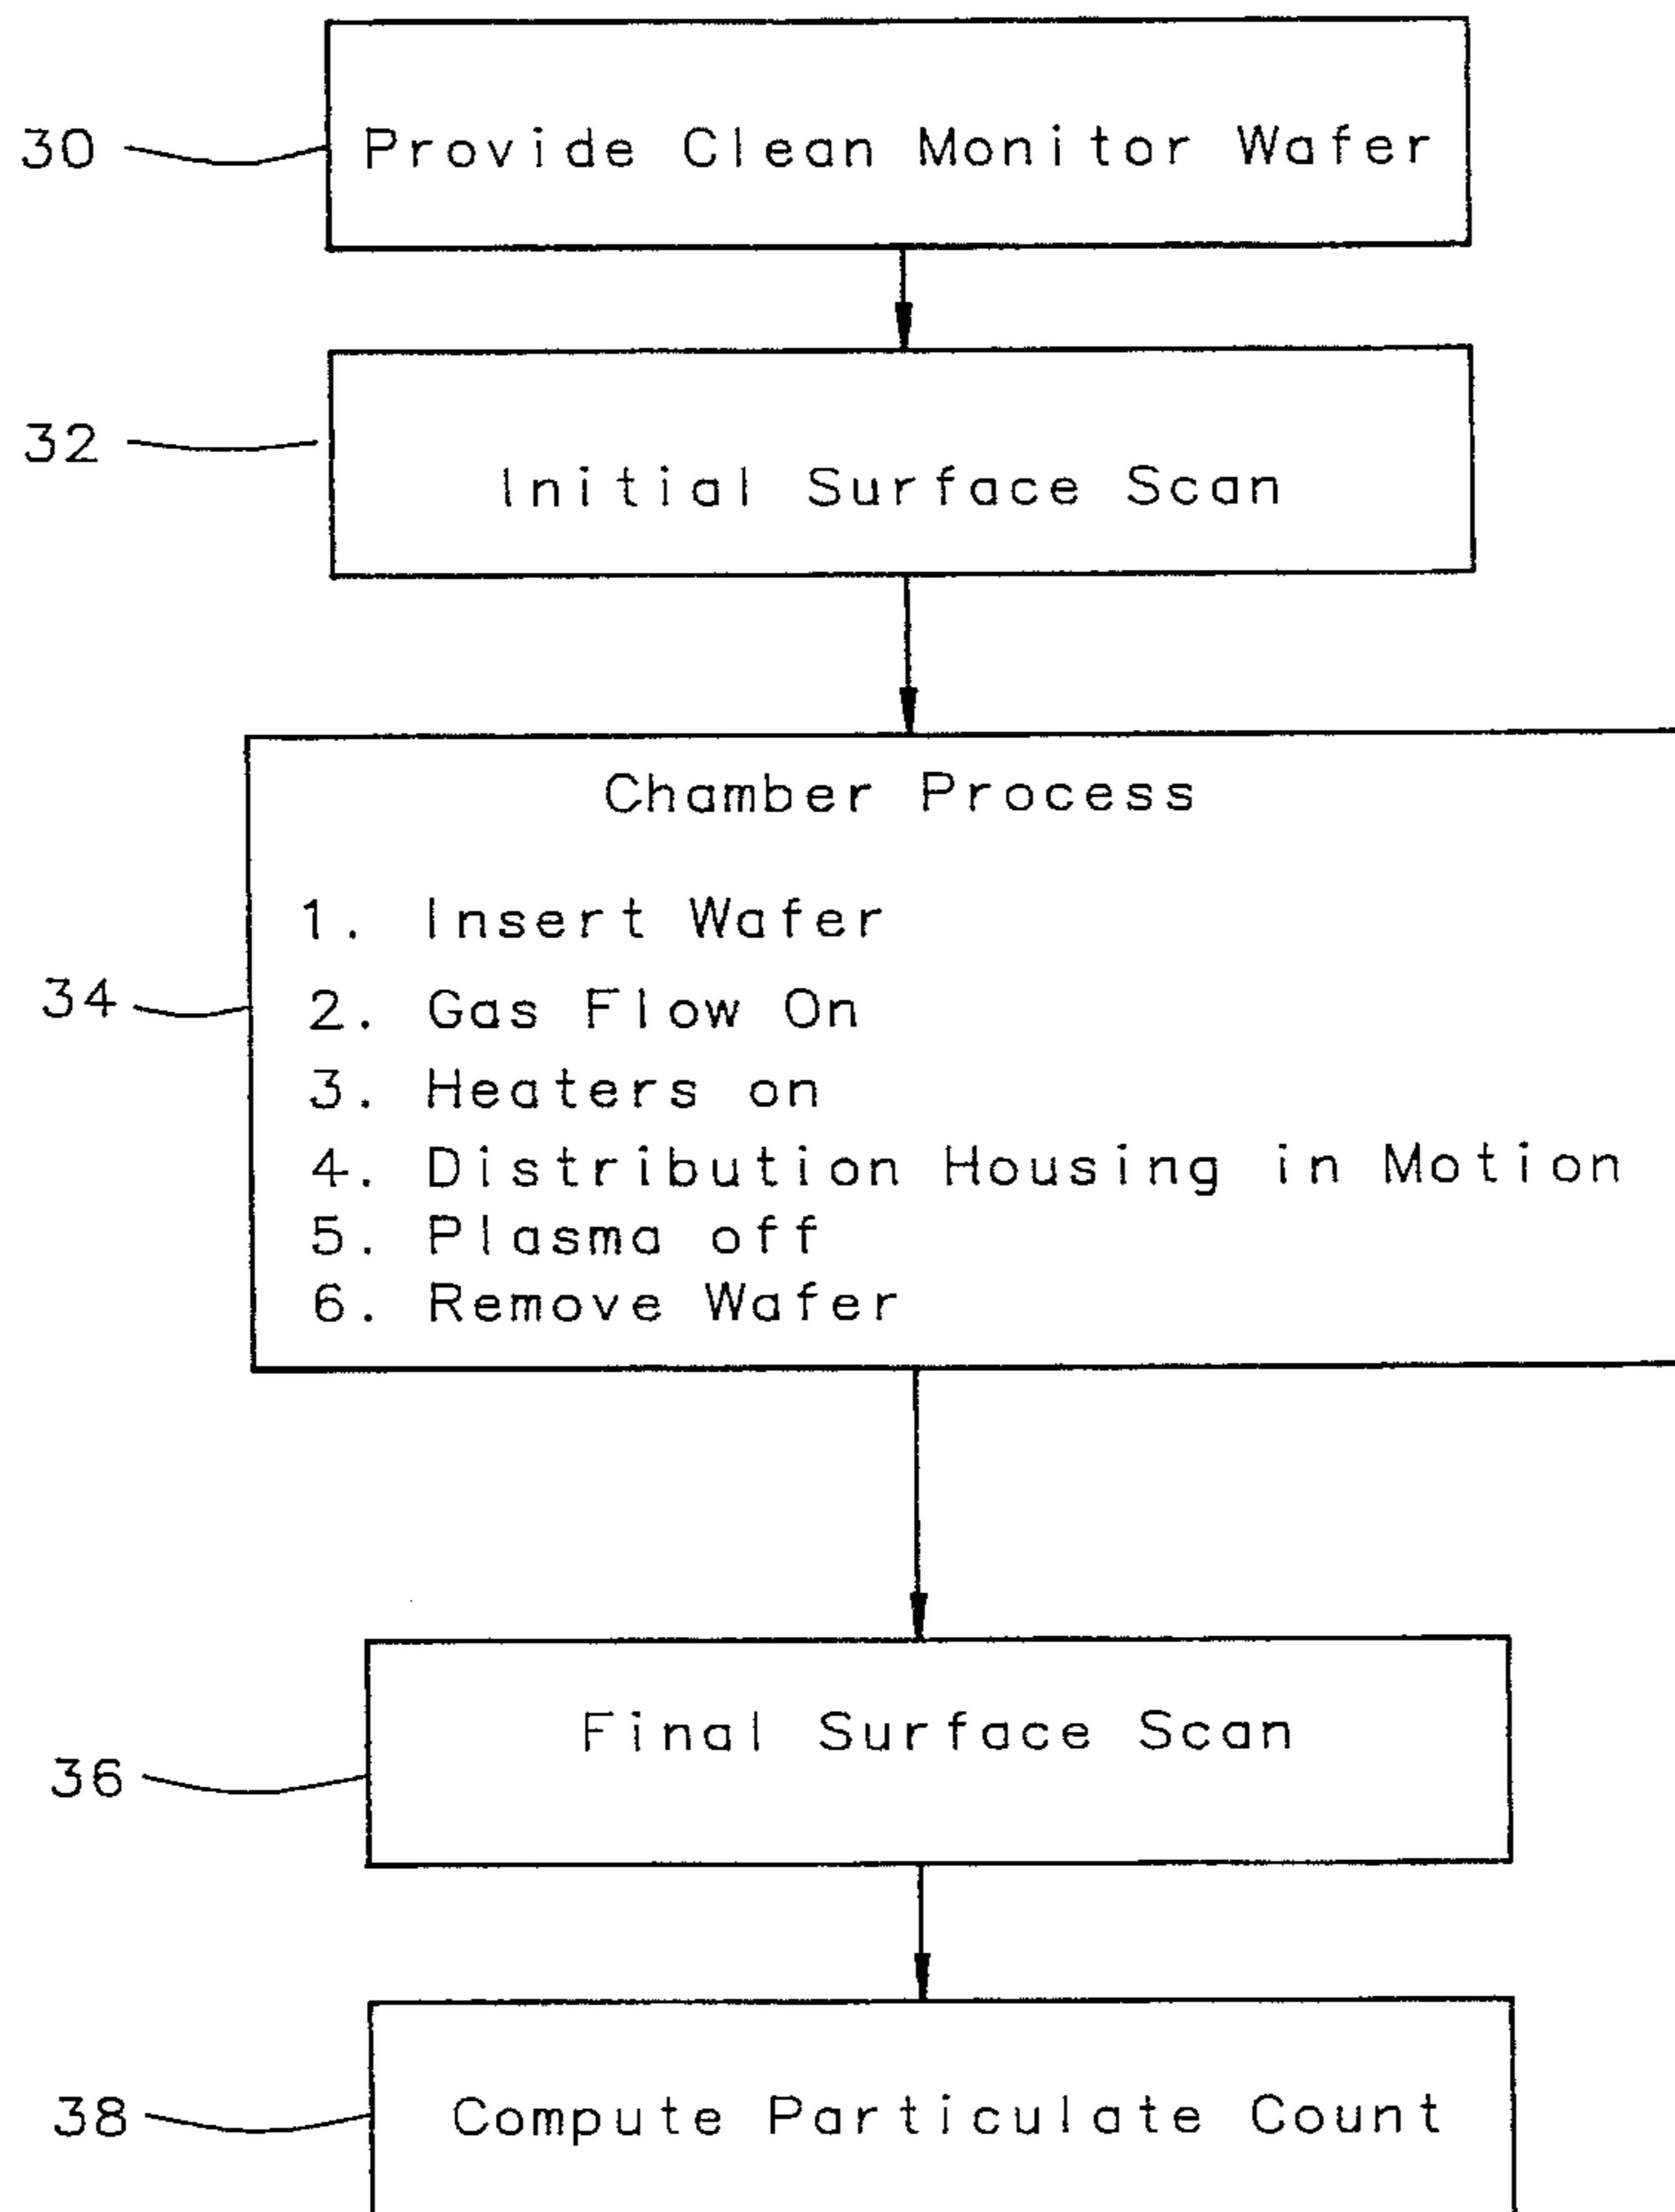 30 Provide Clean Monitor Wafer
32
Initial Surface Scan
Chamber Process
1. Insert Wafer
34
2. Gas Flow On
3. Heaters on
4. Distribution Housing in Motion
5. Plasma off
6. Remove Wafer
Final Surface Scan
36
38 Compute Particulate Count